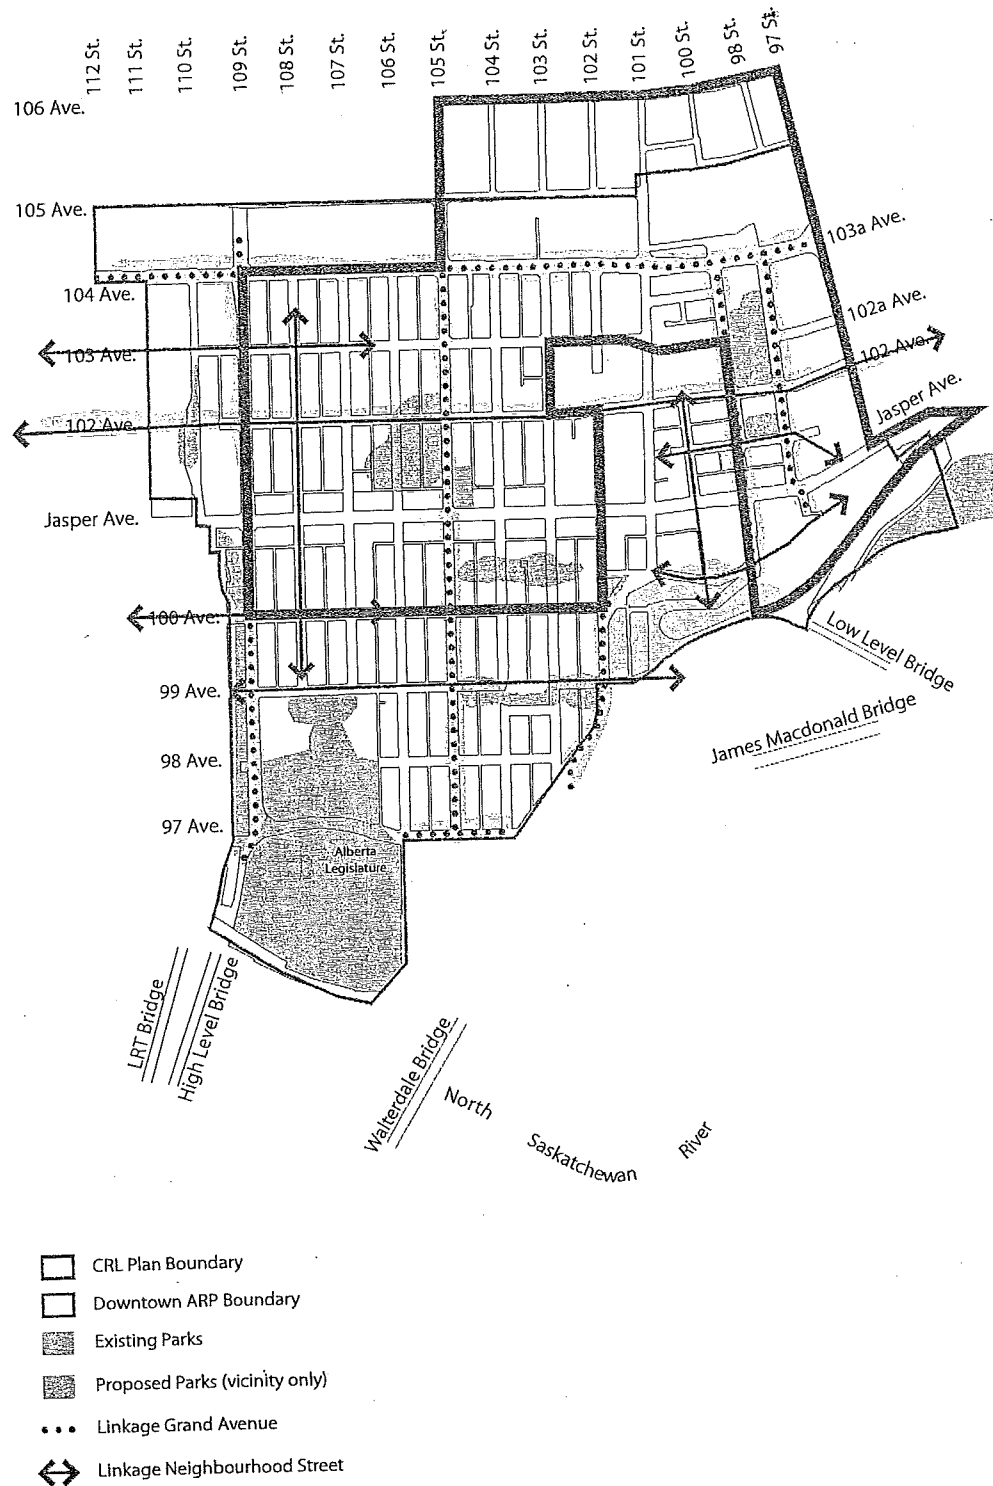 112 St.
111 St.
110 St.
109 St.
108 St.
107 St.
106 St.
105 St.
104 St.
103 St.
102 St.
101 St.
100 St.
98 St.
97 St.
106 Ave.
105 Ave.
103a Ave.
104 Ave.
102a Ave.
103 Ave.
102 Ave.
Jasper Ave.
102 Ave.
Jasper Ave.
100 Ave.
Low Level Bridge
99 Ave.
James Macdonald Bridge
98 Ave.
97 Ave.
Alberta
Legislature
LRT Bridge
High Level Bridge
Walterdale Bridge
North
Saskatchewan
River
CRL Plan Boundary
Downtown ARP Boundary
Existing Parks
Proposed Parks (vicinity only)
Linkage Grand Avenue
Linkage Neighbourhood Street